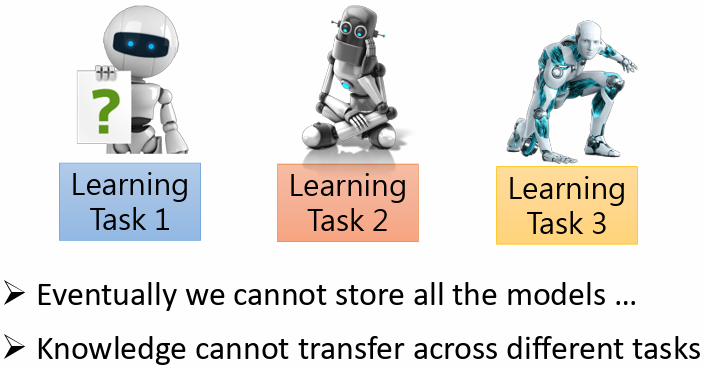 ?
Learning
Task 1
Learning
Task 2
Learning
Task 3
➢ Eventually we cannot store all the models ...
➢ Knowledge cannot transfer across different tasks